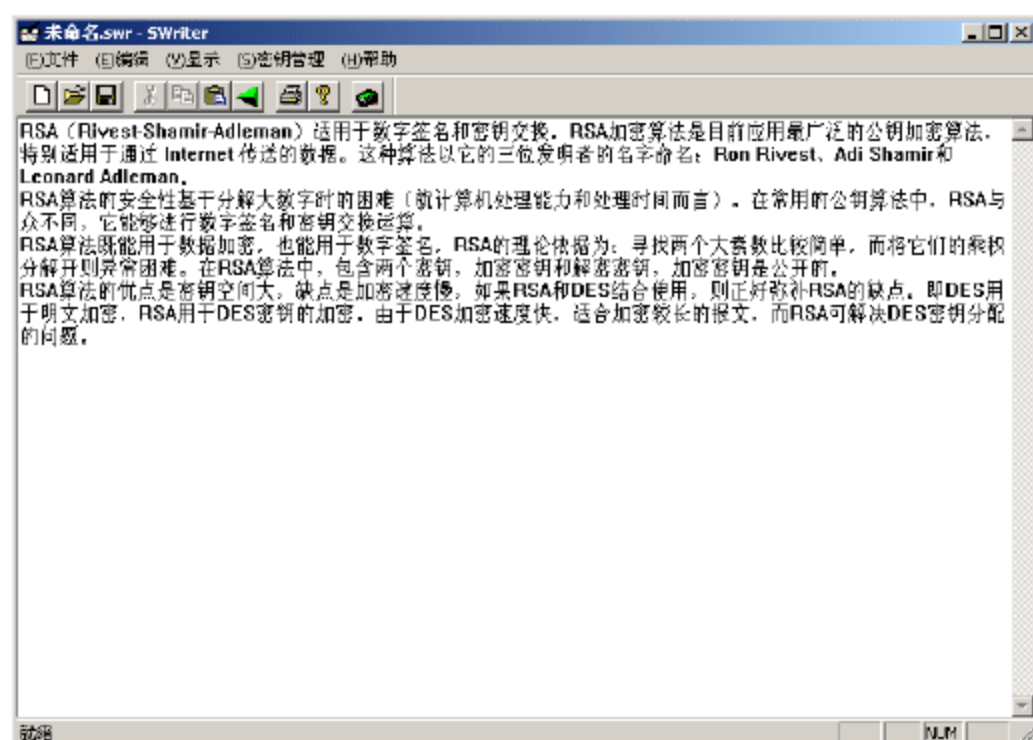 未命名.swr - SWriter
(F)文件 (E)编辑 (V)显示 (S)密钥管理 (H)帮助
RSA（Rivest-Shamir-Adleman）适用于数字签名和密钥交换。RSA加密算法是目前应用最广泛的公钥加密算法，
特别适用于通过 Internet 传送的数据。这种算法以它的三位发明者的名字命名：Ron Rivest、Adi Shamir和
Leonard Adleman。
RSA算法的安全性基于分解大数字时的困难（就计算机处理能力和处理时间而言）。在常用的公钥算法中，RSA与
众不同，它能够进行数字签名和密钥交换运算。
RSA算法既能用于数据加密，也能用于数字签名，RSA的理论依据为：寻找两个大素数比较简单，而将它们的乘积
分解开则异常困难。在RSA算法中，包含两个密钥，加密密钥和解密密钥，加密密钥是公开的。
RSA算法的优点是密钥空间大，缺点是加密速度慢，如果RSA和DES结合使用，则正好弥补RSA的缺点。即DES用
于明文加密，RSA用于DES密钥的加密。由于DES加密速度快，适合加密较长的报文，而RSA可解决DES密钥分配
的问题。
就绪
NUM